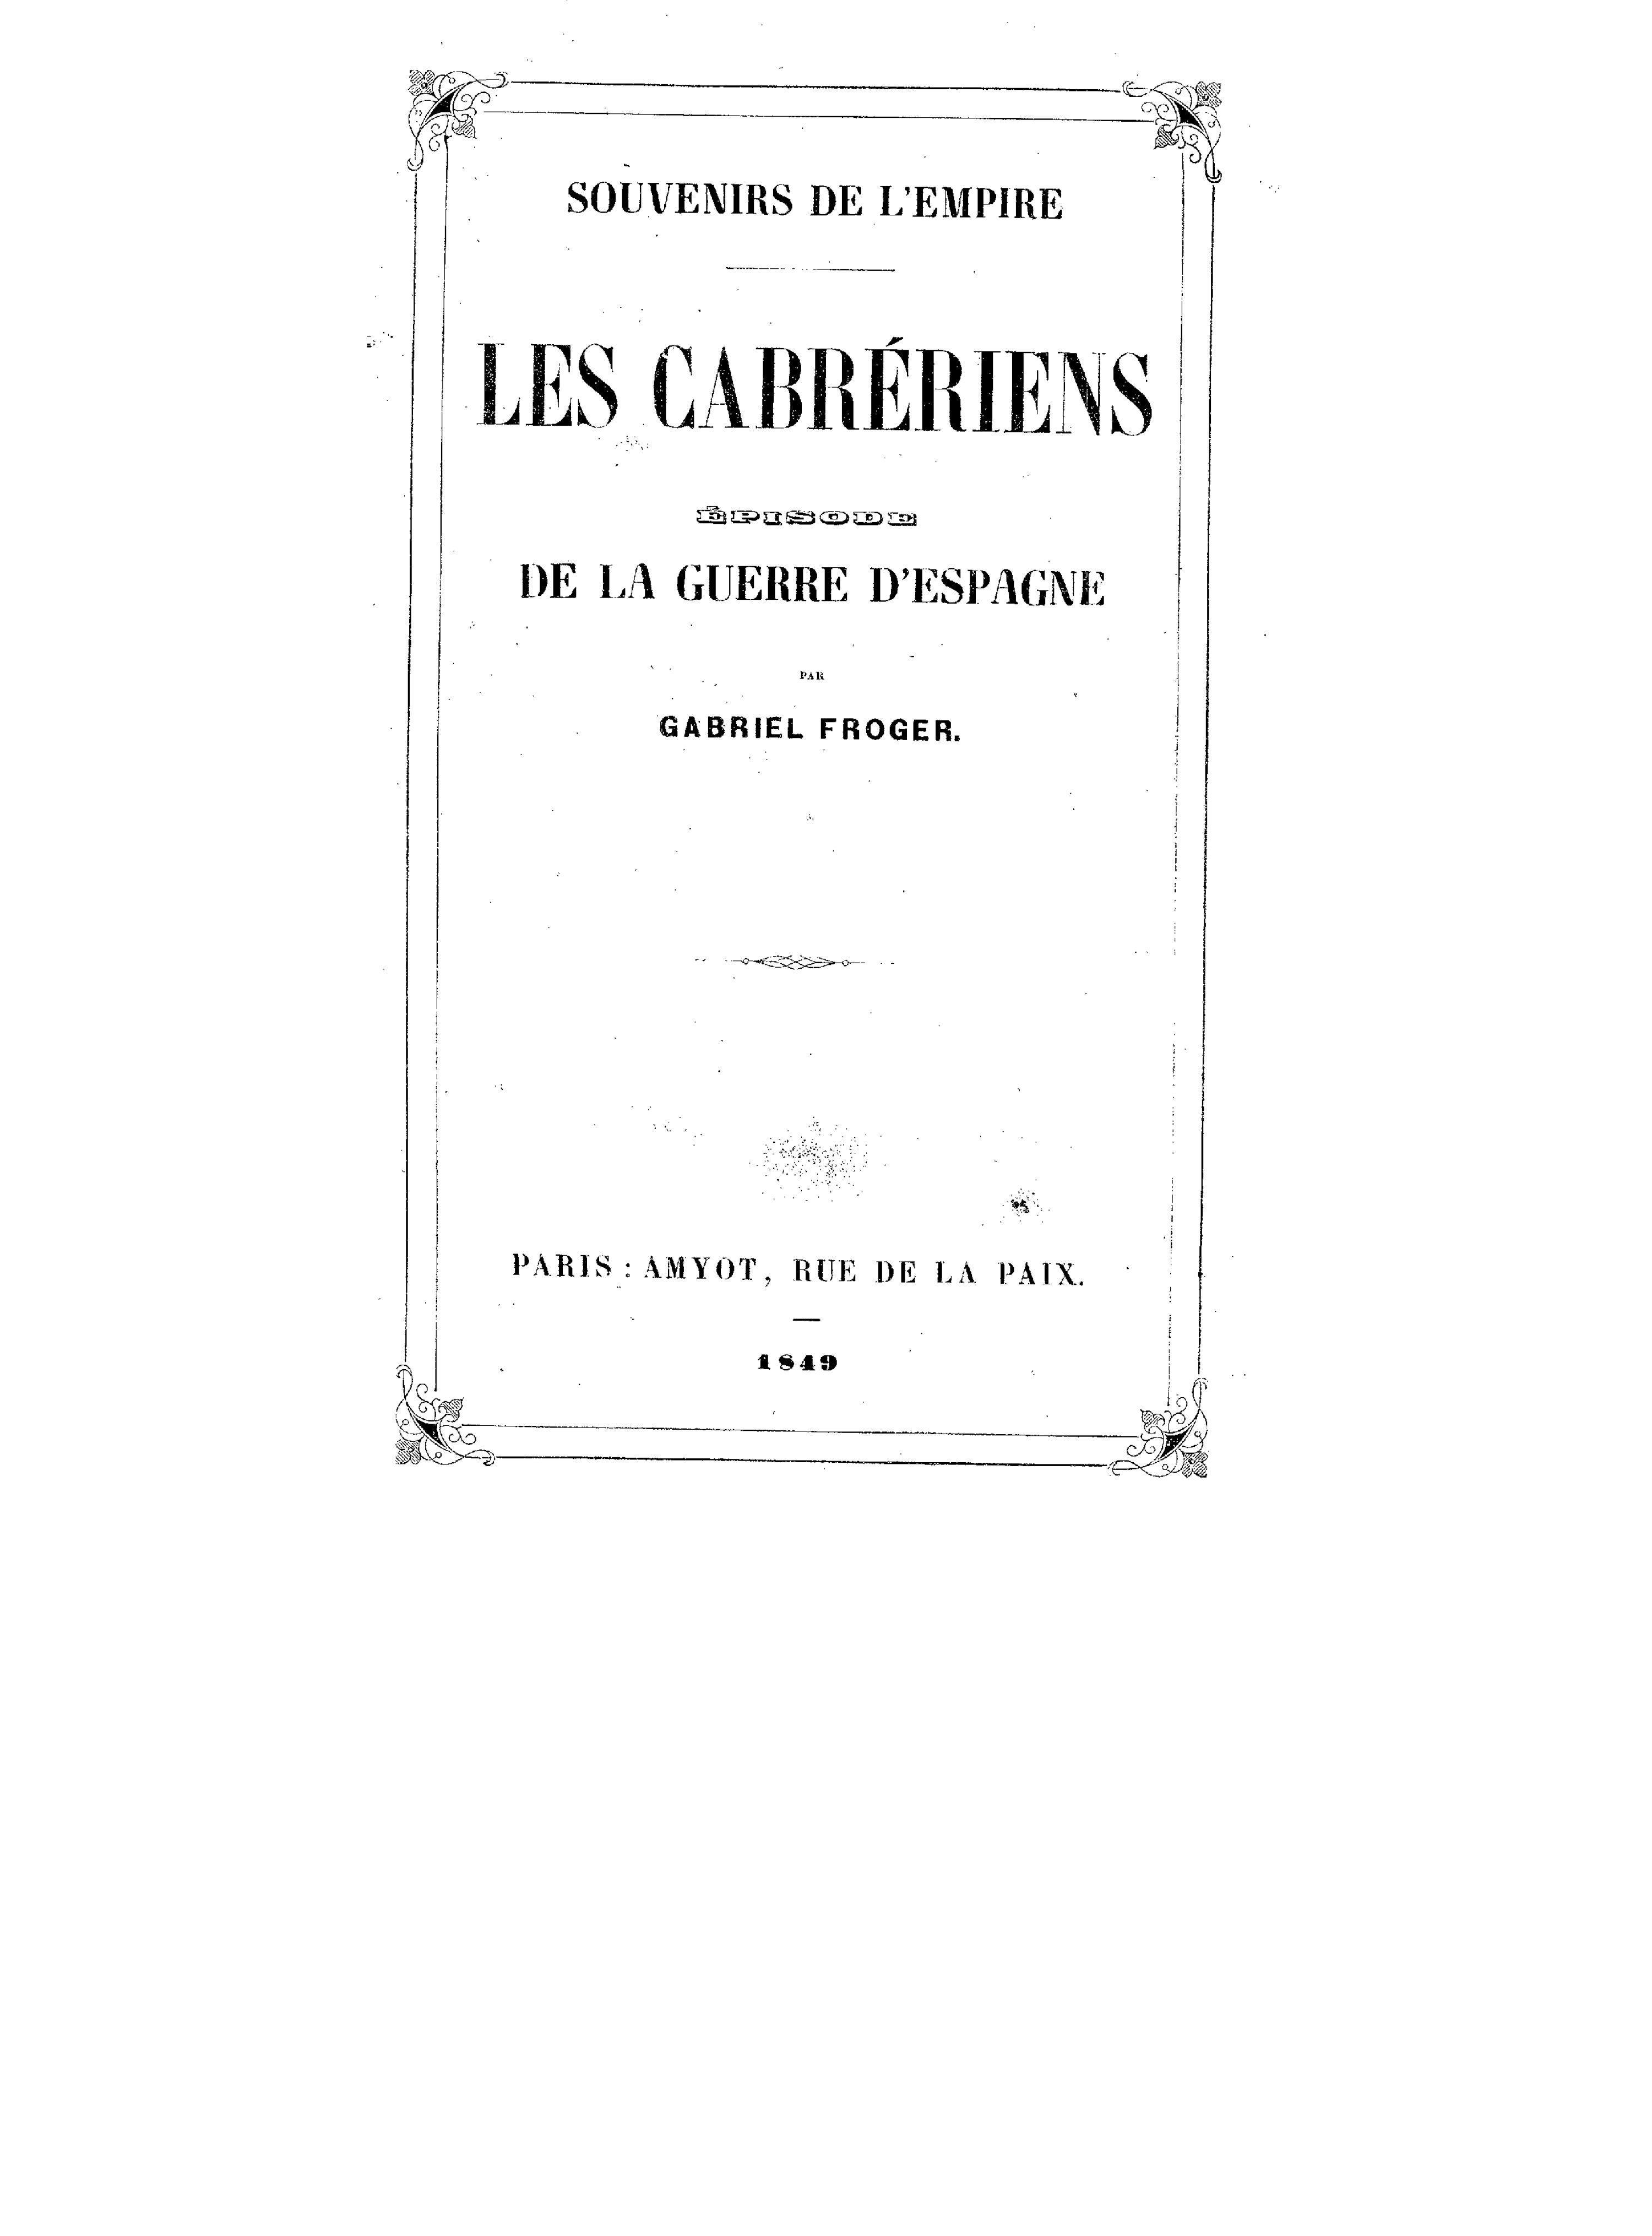 SOUVENIRS DE L'EMPIRE
LES CABRÉRIENS
ÉPISODE
DE LA GUERRE D'ESPAGNE
PAR
GABRIEL FROGER.
PARIS : AMYOT, RUE DE LA PAIX.
1849